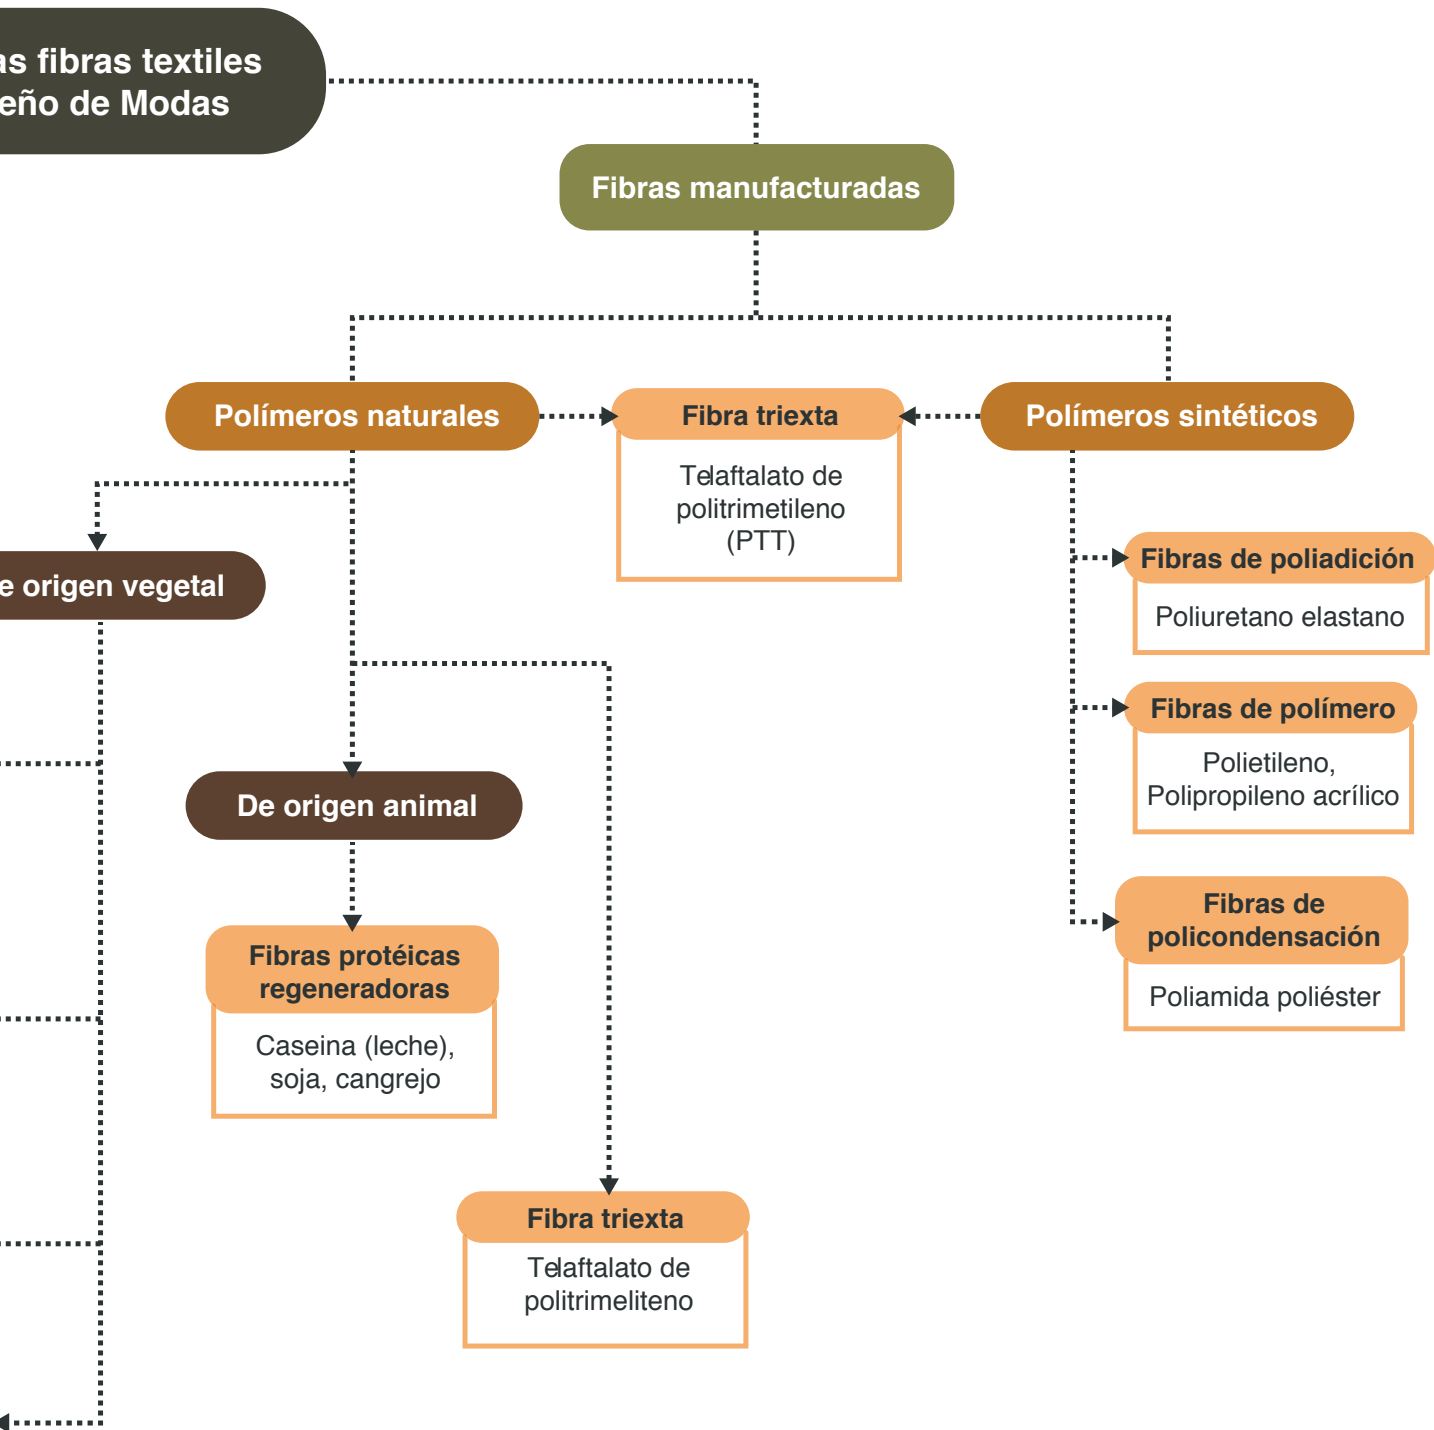 as fibras textiles
eño de Modas
Fibras manufacturadas
Polímeros naturales
Fibra triexta
Telaftalato de
politrimetileno
(PTT)
Polímeros sintéticos
Fibras de poliadición
Poliuretano elastano
Fibras de polímero
Polietileno,
Polipropileno acrílico
Fibras de
policondensación
Poliamida poliéster
e origen vegetal
De origen animal
Fibras protéicas
regeneradoras
Caseina (leche),
soja, cangrejo
Fibra triexta
Telaftalato de
politrimeliteno